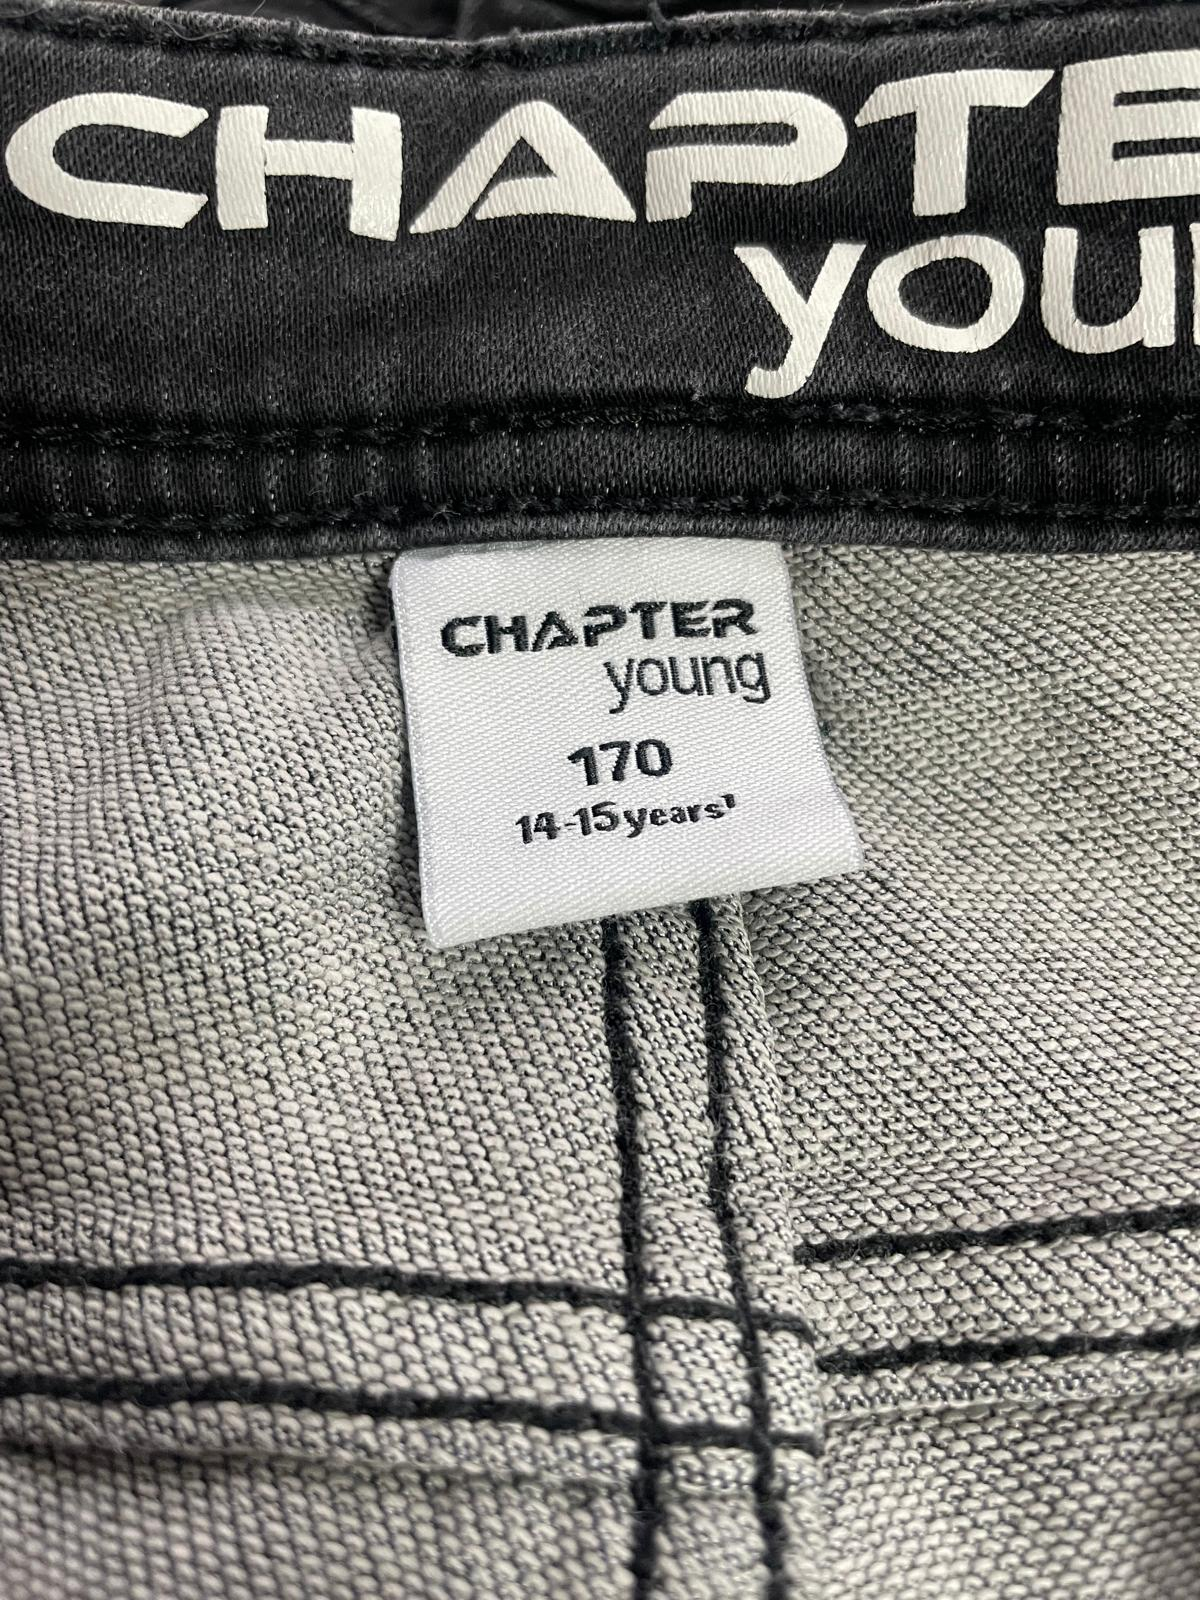 CHAPTE
you
CHAPTER
young
170
14-15 years¹